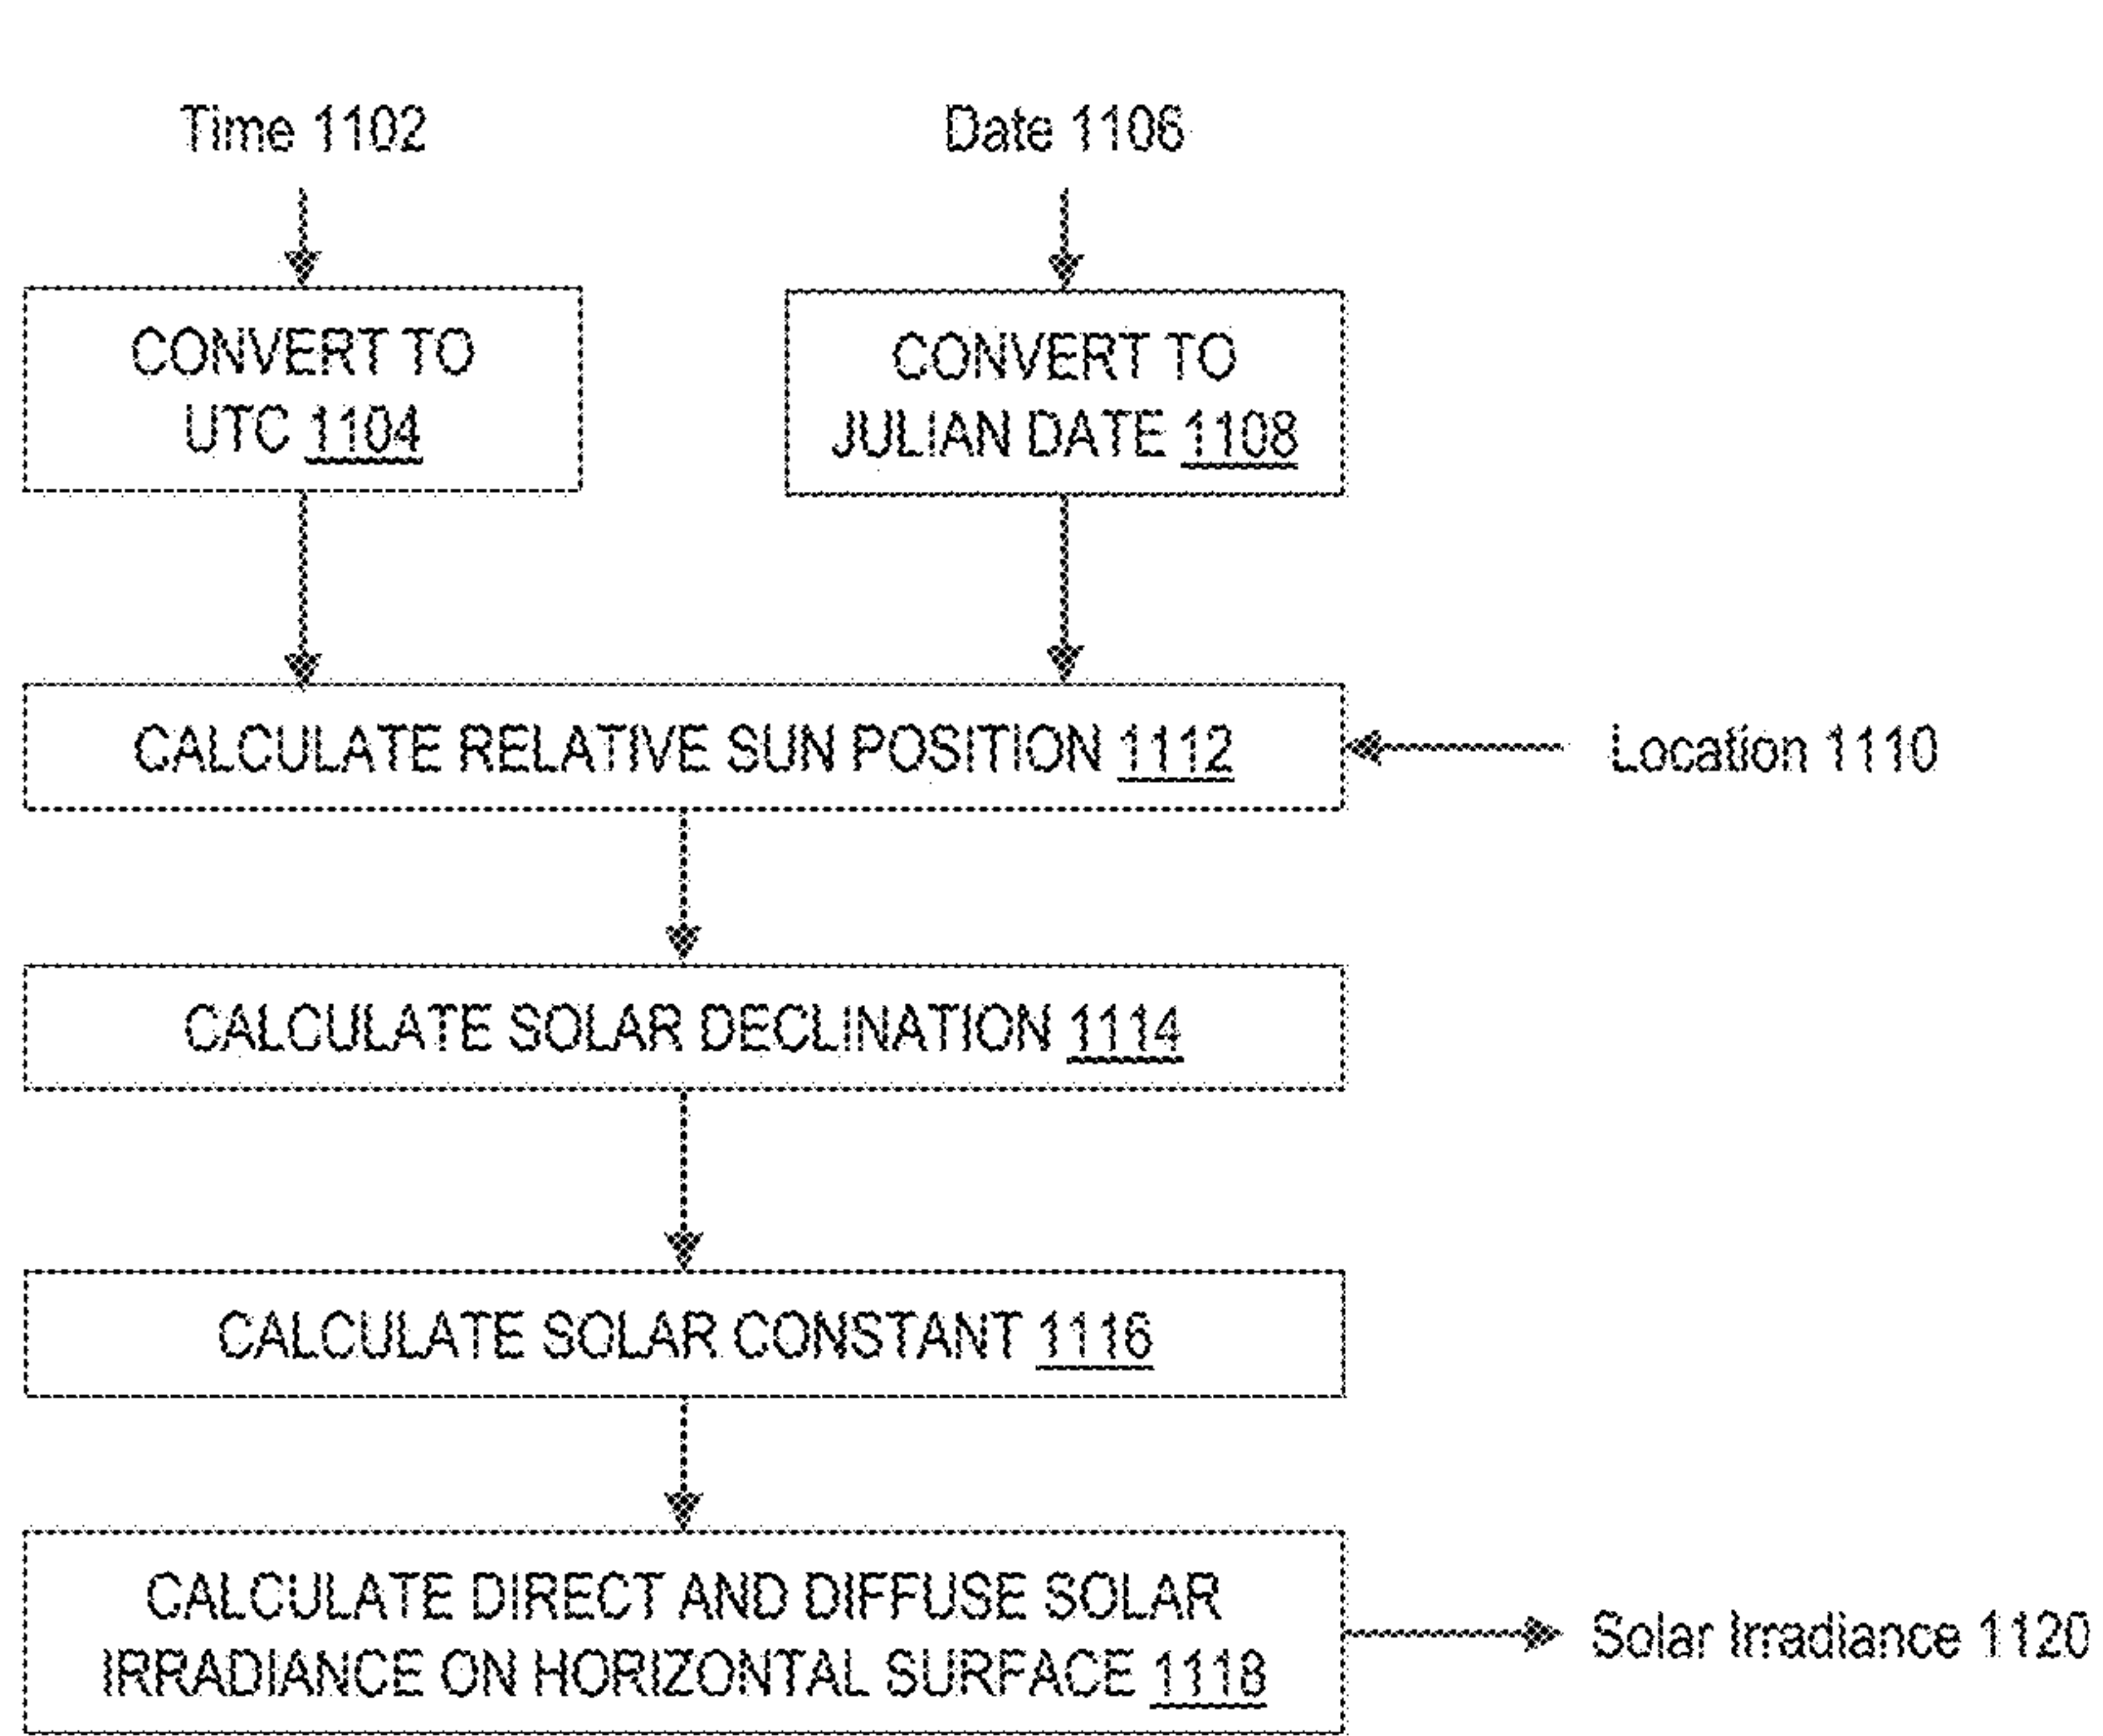 Time 1102
Date 1106
CONVERT TO
UTC 1104
CONVERT TO
JULIAN DATE 1108
CALCULATE RELATIVE SUN POSITION 1112
Location 1110
CALCULATE SOLAR DECLINATION 1114
CALCULATE SOLAR CONSTANT 1116
CALCULATE DIRECT AND DIFFUSE SOLAR
IRRADIANCE ON HORIZONTAL SURFACE 1118
Solar Irradiance 1120